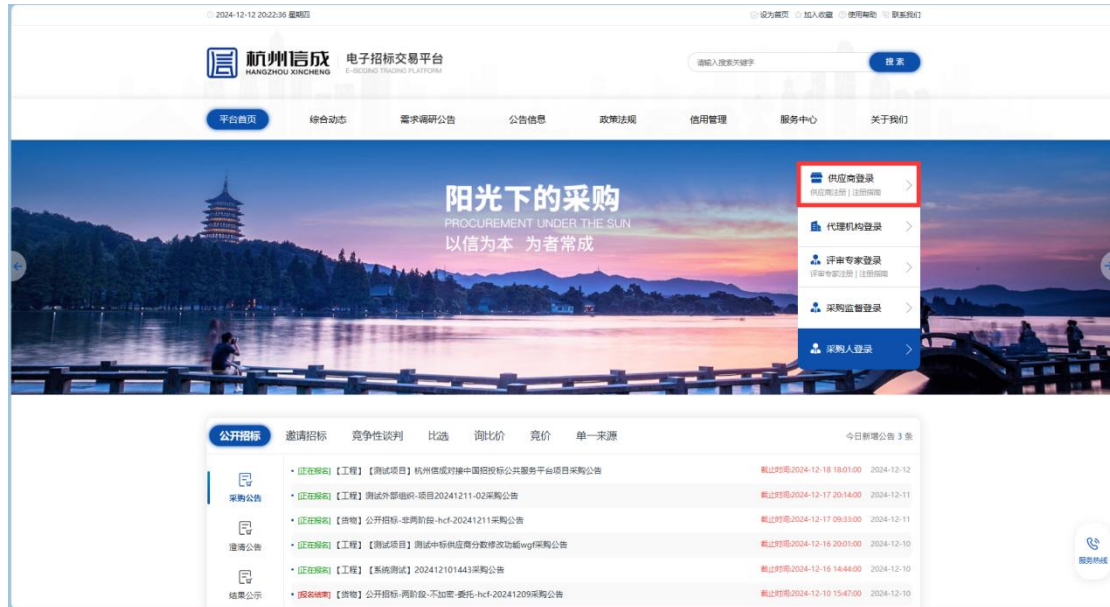 2024-12-12 20:22:36 星期四
设为首页 加入收藏 使用帮助 联系我们
杭州信成 电子招标交易平台
HANGZHOU XINCHENG E-BIDDING TRADING PLATFORM
请输入搜索关键字 搜索
平台首页 综合动态 需求调研公告 公告信息 政策法规 信用管理 服务中心 关于我们
阳光下的采购
PROCUREMENT UNDER THE SUN
以信为本 为者常成
供应商登录
供应商注册 | 注册指南
代理机构登录
评审专家登录
评审专家注册 | 注册指南
采购监督登录
采购人登录
公开招标 邀请招标 竞争性谈判 比选 询比价 竞价 单一来源 今日新增公告 3 条
采购公告
澄清公告
结果公示
[正在报名]【工程】【测试项目】杭州信成对接中国招投标公共服务平台项目采购公告 截止时间:2024-12-18 18:01:00 2024-12-12
[正在报名]【工程】测试外部组织-项目20241211-02采购公告 截止时间:2024-12-17 20:14:00 2024-12-11
[正在报名]【货物】公开招标-非两阶段-hcf-20241211采购公告 截止时间:2024-12-17 09:33:00 2024-12-11
[正在报名]【工程】【测试项目】测试中标供应商分数修改功能wgf采购公告 截止时间:2024-12-16 20:01:00 2024-12-10
[正在报名]【工程】【系统测试】202412101443采购公告 截止时间:2024-12-16 14:44:00 2024-12-10
[报名结束]【货物】公开招标-两阶段-不加密-委托-hcf-20241209采购公告 截止时间:2024-12-10 15:47:00 2024-12-10
服务热线